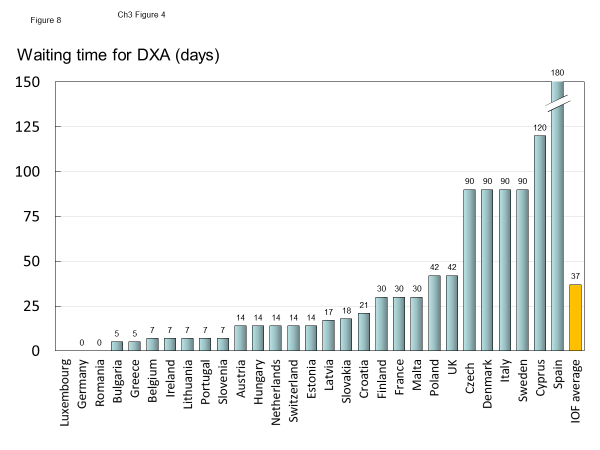 Figure 8
Ch3 Figure 4
Waiting time for DXA (days)
150
125
100
75
50
25
0
0
0
5
5
7
7
7
7
7
14
14
14
14
14
17
18
21
30
30
30
42
42
90
90
90
90
120
180
37
Luxembourg
Germany
Romania
Bulgaria
Greece
Belgium
Ireland
Lithuania
Portugal
Slovenia
Austria
Hungary
Netherlands
Switzerland
Estonia
Latvia
Slovakia
Croatia
Finland
France
Malta
Poland
UK
Czech
Denmark
Italy
Sweden
Cyprus
Spain
IOF average